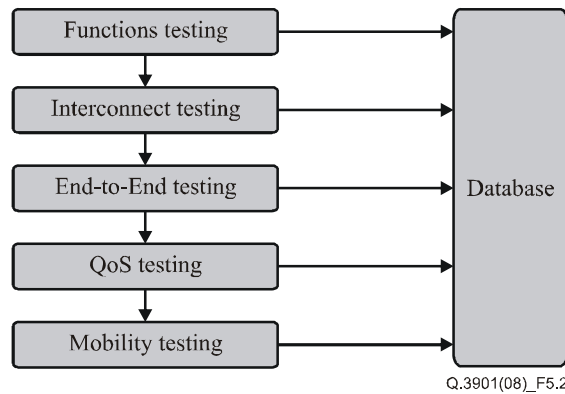 Functions testing
Interconnect testing
End-to-End testing
QoS testing
Mobility testing
Database
Q.3901(08)_F5.2